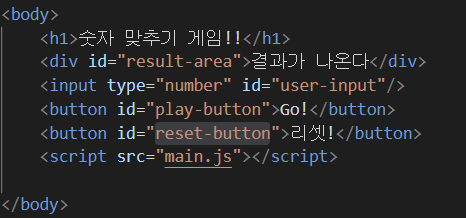 <body>
<h1>숫자 맞추기 게임!!</h1>
<div id="result-area">결과가 나온다</div>
<input type="number" id="user-input"/>
<button id="play-button">Go!</button>
<button id="reset-button">리셋!</button>
<script src="main.js"></script>
</body>